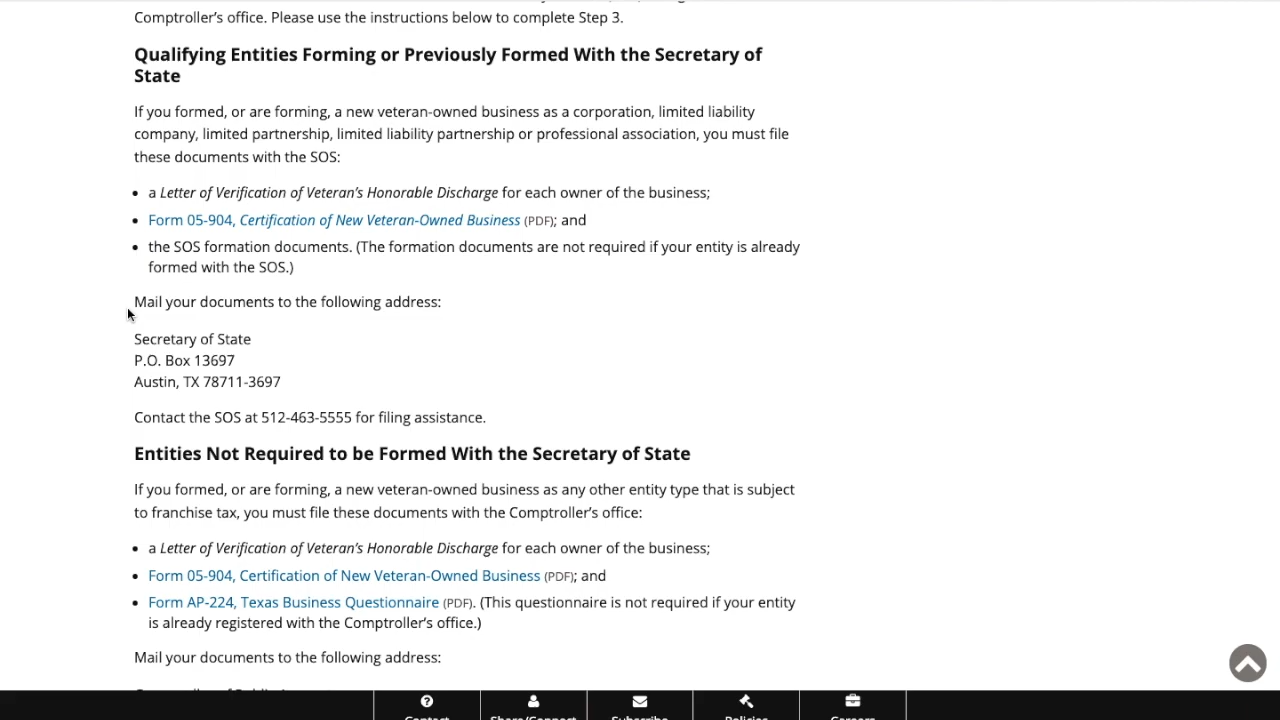 Comptroller's office. Please use the instructions below to complete Step 3.
Qualifying Entities Forming or Previously Formed With the Secretary of
State
If you formed, or are forming, a new veteran-owned business as a corporation, limited liability
company, limited partnership, limited liability partnership or professional association, you must file
these documents with the SOS:
• a Letter of Verification of Veteran's Honorable Discharge for each owner of the business;
• Form 05-904, Certification of New Veteran-Owned Business (PDF); and
• the SOS formation documents. (The formation documents are not required if your entity is already
formed with the SOS.)
Mail your documents to the following address:
Secretary of State
P.O. Box 13697
Austin, TX 78711-3697
Contact the SOS at 512-463-5555 for filing assistance.
Entities Not Required to be Formed With the Secretary of State
If you formed, or are forming, a new veteran-owned business as any other entity type that is subject
to franchise tax, you must file these documents with the Comptroller's office:
• a Letter of Verification of Veteran's Honorable Discharge for each owner of the business;
• Form 05-904, Certification of New Veteran-Owned Business (PDF); and
• Form AP-224, Texas Business Questionnaire (PDF). (This questionnaire is not required if your entity
is already registered with the Comptroller's office.)
Mail your documents to the following address:
Contact Share/Connect Subscribe Policies Careers